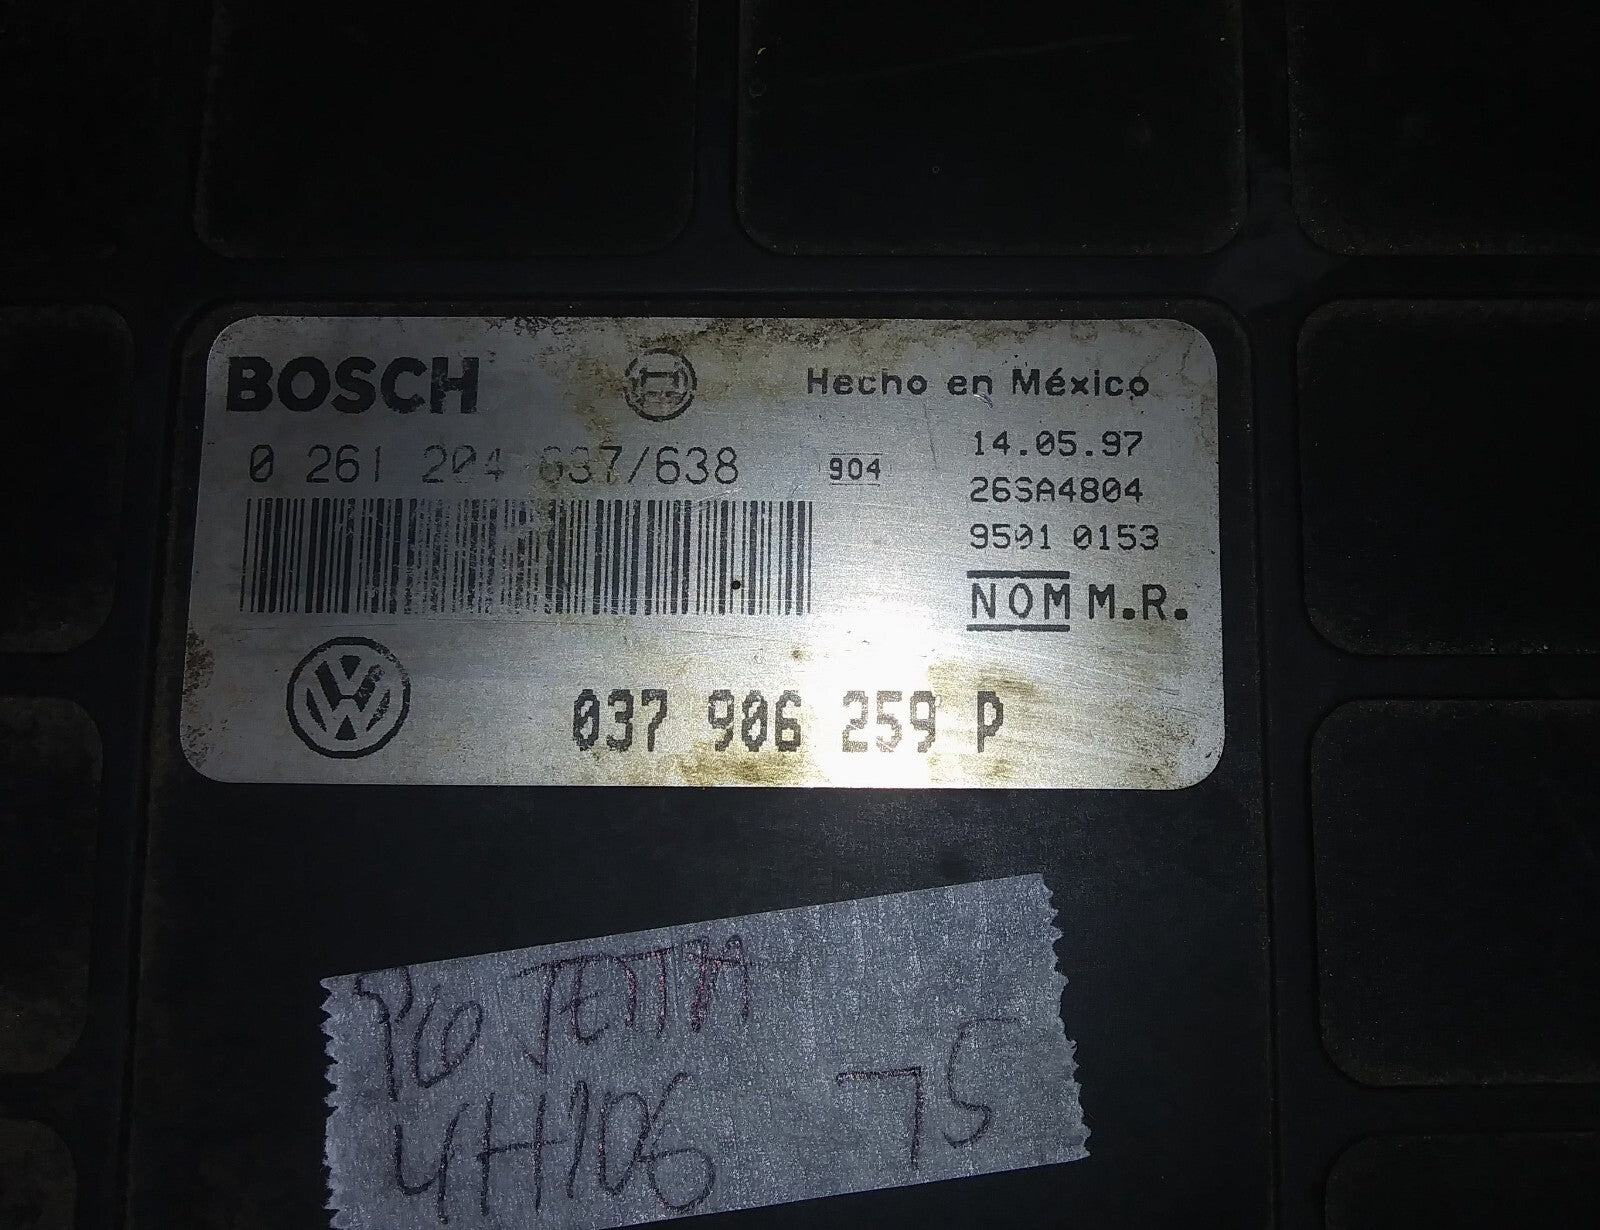 BOSCH
Hecho en México
0 261 204 637/638
904
14.05.97
26SA4804
9501 0153
NOM M.R.
037 906 259 P
96 JETTA
4H106 75